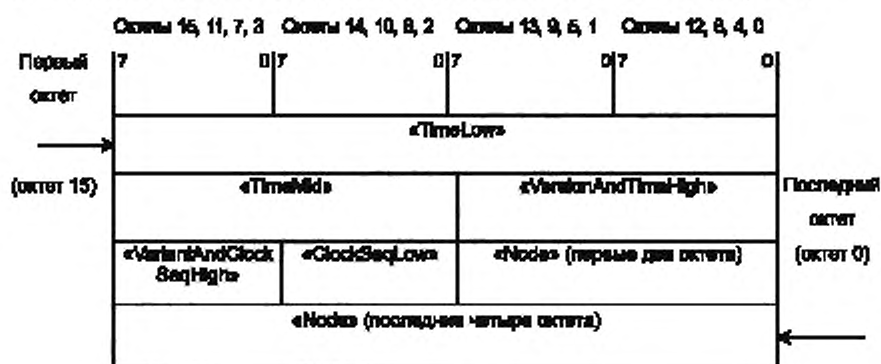 Октеты 15, 11, 7, 3 Октеты 14, 10, 8, 2 Октеты 13, 9, 5, 1 Октеты 12, 8, 4, 0
Первый октет
7 0 7 0 7 0 7 0
«TimeLow»
(октет 15)
«TimeMid» «VersionAndTimeHigh»
Последний октет (октет 0)
«VariantAndClock
SeqHigh»
«ClockSeqLow» «Node» (первые два октета)
«Node» (последние четыре октета)